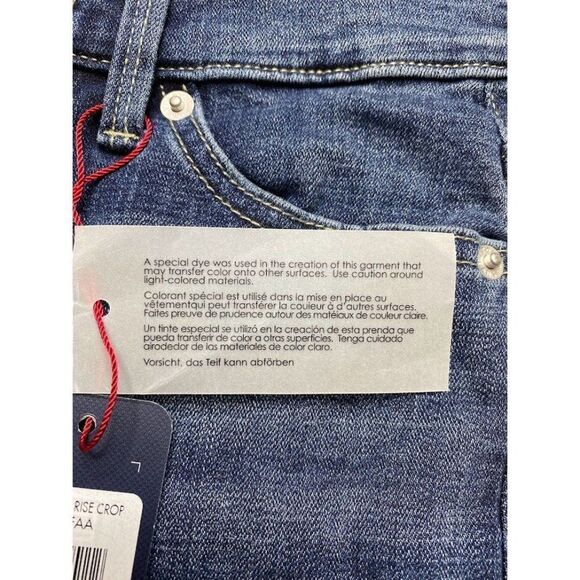 A special dye was used in the creation of this garment that
may transfer color onto other surfaces. Use caution around
light-colored materials.
Colorant spécial est utilisé dans la mise en place au
vêtementqui peut transférer la couleur á d'autres surfaces.
Faites preuve de prudence autour des matéiaux de couleur claire.
Un tinte especial se utilizó en la creación de esta prenda que
pueda transferir de color a otras superficies. Tenga cuidado
airodedor de las materiales de color claro.
Vorsicht, das Teif kann abförben
RISE CROP